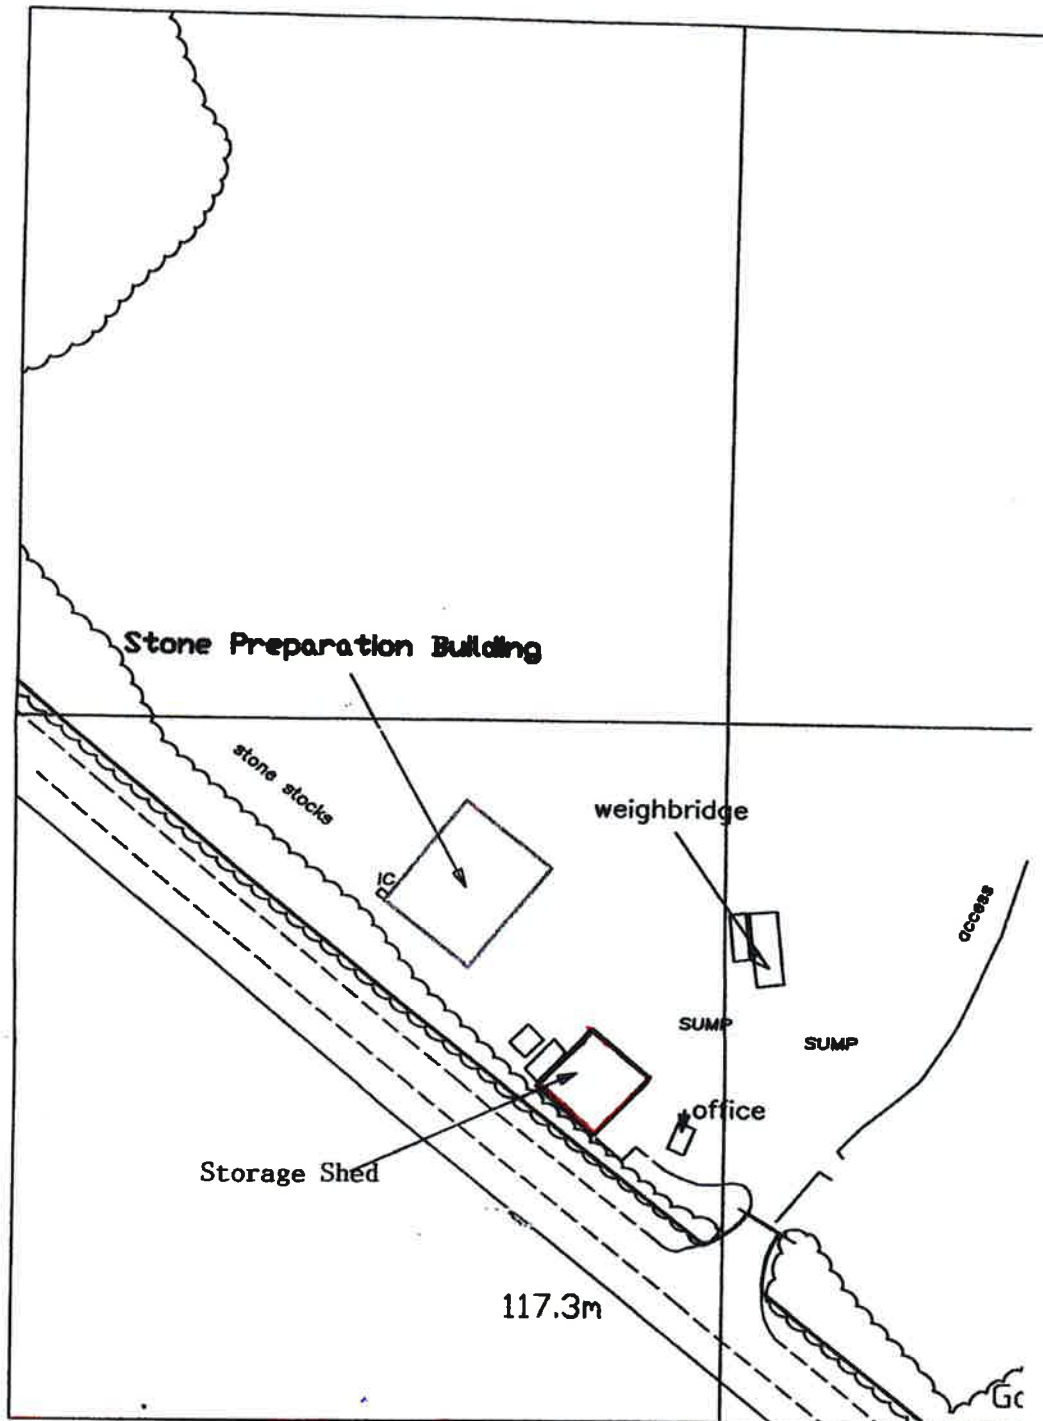 Stone Preparation Building
stone stocks
weighbridge
IC
access
SUMP
SUMP
office
Storage Shed
117.3m